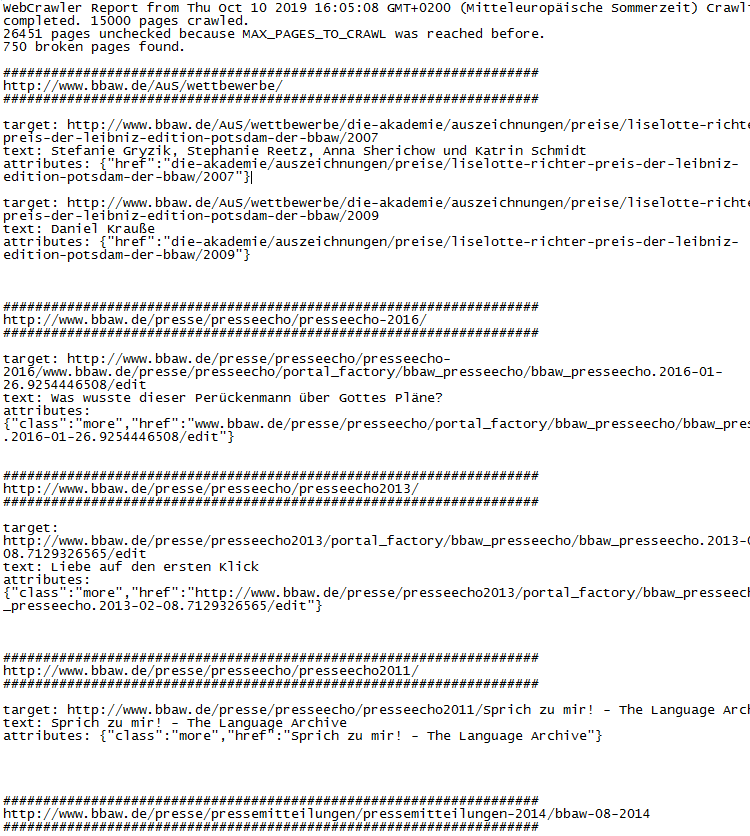 WebCrawler Report from Thu Oct 10 2019 16:05:08 GMT+0200 (Mitteleuropäische Sommerzeit) Crawl
completed. 15000 pages crawled.
26451 pages unchecked because MAX_PAGES_TO_CRAWL was reached before.
750 broken pages found.
####################################################################
http://www.bbaw.de/AuS/wettbewerbe/
####################################################################
target: http://www.bbaw.de/AuS/wettbewerbe/die-akademie/auszeichnungen/preise/liselotte-richte
preis-der-leibniz-edition-potsdam-der-bbaw/2007
text: Stefanie Gryzik, Stephanie Reetz, Anna Sherichow und Katrin Schmidt
attributes: {"href":"die-akademie/auszeichnungen/preise/liselotte-richter-preis-der-leibniz-
edition-potsdam-der-bbaw/2007"}
target: http://www.bbaw.de/AuS/wettbewerbe/die-akademie/auszeichnungen/preise/liselotte-richte
preis-der-leibniz-edition-potsdam-der-bbaw/2009
text: Daniel Krauße
attributes: {"href":"die-akademie/auszeichnungen/preise/liselotte-richter-preis-der-leibniz-
edition-potsdam-der-bbaw/2009"}
####################################################################
http://www.bbaw.de/presse/presseecho/presseecho-2016/
####################################################################
target: http://www.bbaw.de/presse/presseecho/presseecho-
2016/www.bbaw.de/presse/presseecho/portal_factory/bbaw_presseecho/bbaw_presseecho.2016-01-
26.9254446508/edit
text: Was wusste dieser Perückenmann über Gottes Pläne?
attributes:
{"class":"more","href":"www.bbaw.de/presse/presseecho/portal_factory/bbaw_presseecho/bbaw_pres
.2016-01-26.9254446508/edit"}
####################################################################
http://www.bbaw.de/presse/presseecho/presseecho2013/
####################################################################
target:
http://www.bbaw.de/presse/presseecho2013/portal_factory/bbaw_presseecho/bbaw_presseecho.2013-0
08.7129326565/edit
text: Liebe auf den ersten Klick
attributes:
{"class":"more","href":"http://www.bbaw.de/presse/presseecho2013/portal_factory/bbaw_presseech
_presseecho.2013-02-08.7129326565/edit"}
####################################################################
http://www.bbaw.de/presse/presseecho/presseecho2011/
####################################################################
target: http://www.bbaw.de/presse/presseecho/presseecho2011/Sprich zu mir! - The Language Arch
text: Sprich zu mir! - The Language Archive
attributes: {"class":"more","href":"Sprich zu mir! - The Language Archive"}
####################################################################
http://www.bbaw.de/presse/pressemitteilungen/pressemitteilungen-2014/bbaw-08-2014
####################################################################